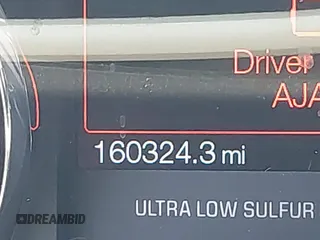 Driver
AJA
160324.3 mi
ULTRA LOW SULFUR
DREAMBID